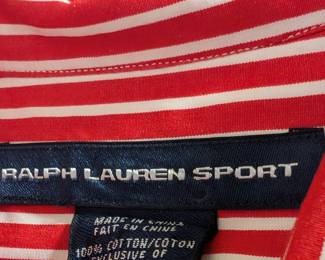 RALPH LAUREN SPORT
MADE IN CHINA
FAIT EN CHINE
100% COTTON/COTON
EXCLUSIVE OF